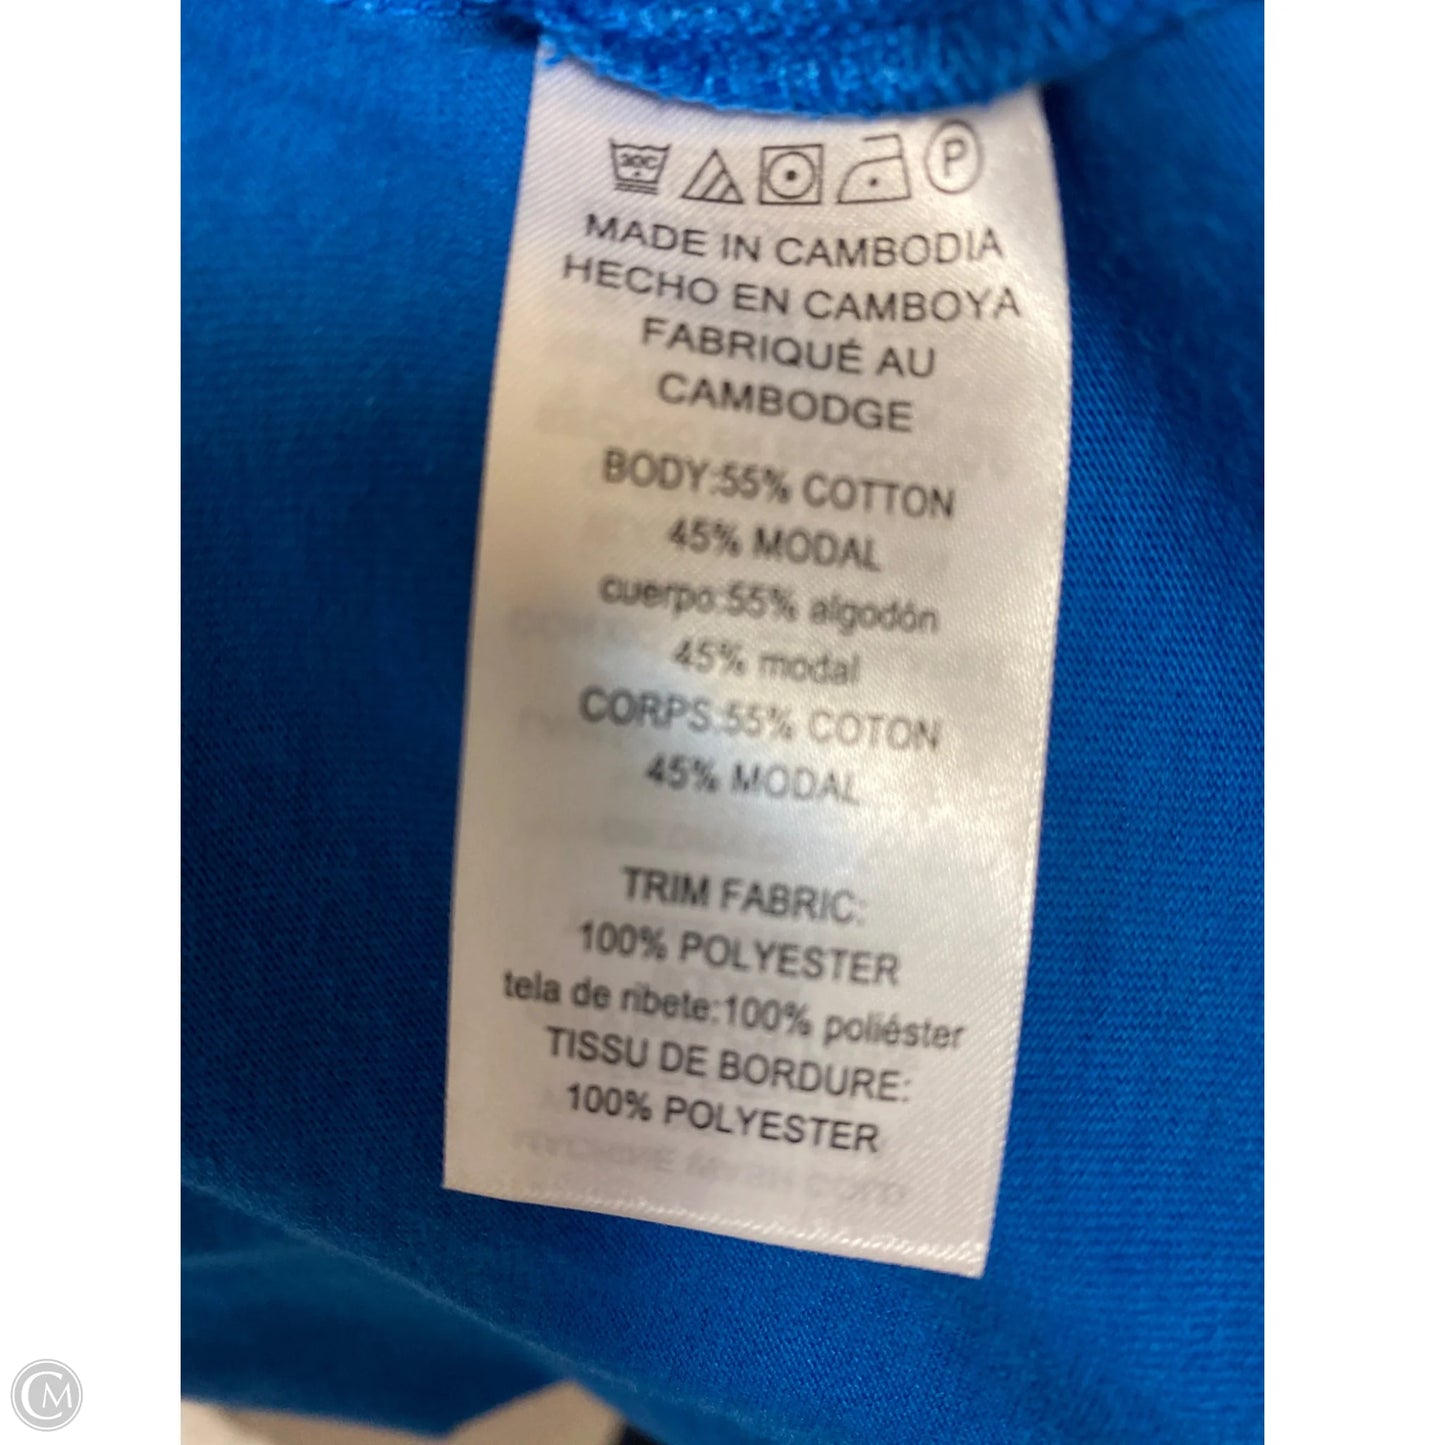 30C
P
MADE IN CAMBODIA
HECHO EN CAMBOYA
FABRIQUÉ AU
CAMBODGE
BODY:55% COTTON
45% MODAL
cuerpo:55% algodón
45% modal
CORPS:55% COTON
45% MODAL
TRIM FABRIC:
100% POLYESTER
tela de ribete:100% poliéster
TISSU DE BORDURE:
100% POLYESTER
CM